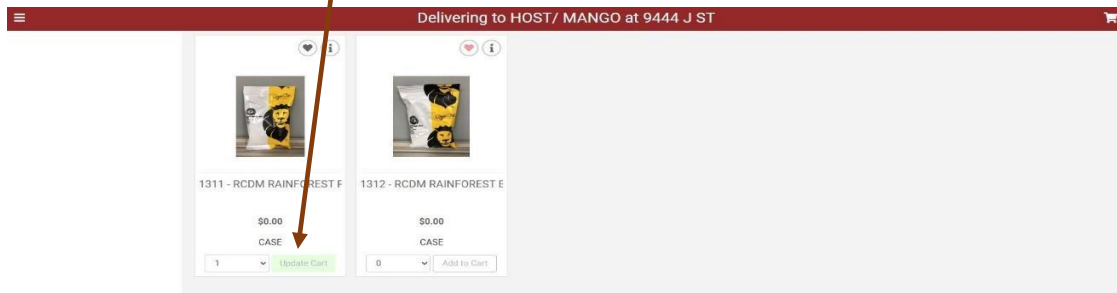 Delivering to HOST/ MANGO at 9444 J ST
1311 - RCDM RAINFOREST F
1312 - RCDM RAINFOREST E
$0.00
$0.00
CASE
CASE
1
Update Cart
0
Add to Cart